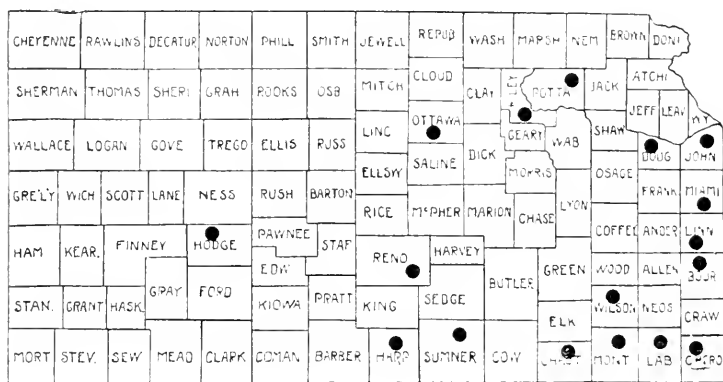 CHEYENNE RAWLINS DECATUR NORTON PHILL SMITH JEWELL REPUB WASH MARSH NEM BROWN DONI
SHERMAN THOMAS SHERI GRAH ROOKS OSB MITCH CLOUD CLAY POTTA JACK ATCHI
JEFF LEAV WY
WALLACE LOGAN GOVE TREGO ELLIS RUSS LINC OTTAWA GEARY WAB SHAW DOUG JOHN
ELLSW SALINE DICK MORRIS OSAGE
GRE'LY WICH SCOTT LANE NESS RUSH BARTON RICE McPHER MARION CHASE LYON FRANK MIAMI
HAM KEAR. FINNEY HODGE PAWNEE STAF RENO HARVEY COFFEE ANDER LINN
EDW
STAN. GRANT HASK. GRAY FORD KIOWA PRATT KING SEDGE BUTLER GREEN WOOD ALLEN BOUR
ELK WILSON NEOS CRAW
MORT STEV. SEW MEAD CLARK COMAN BARBER HARP SUMNER COW CHAUT MONT LAB CHERO